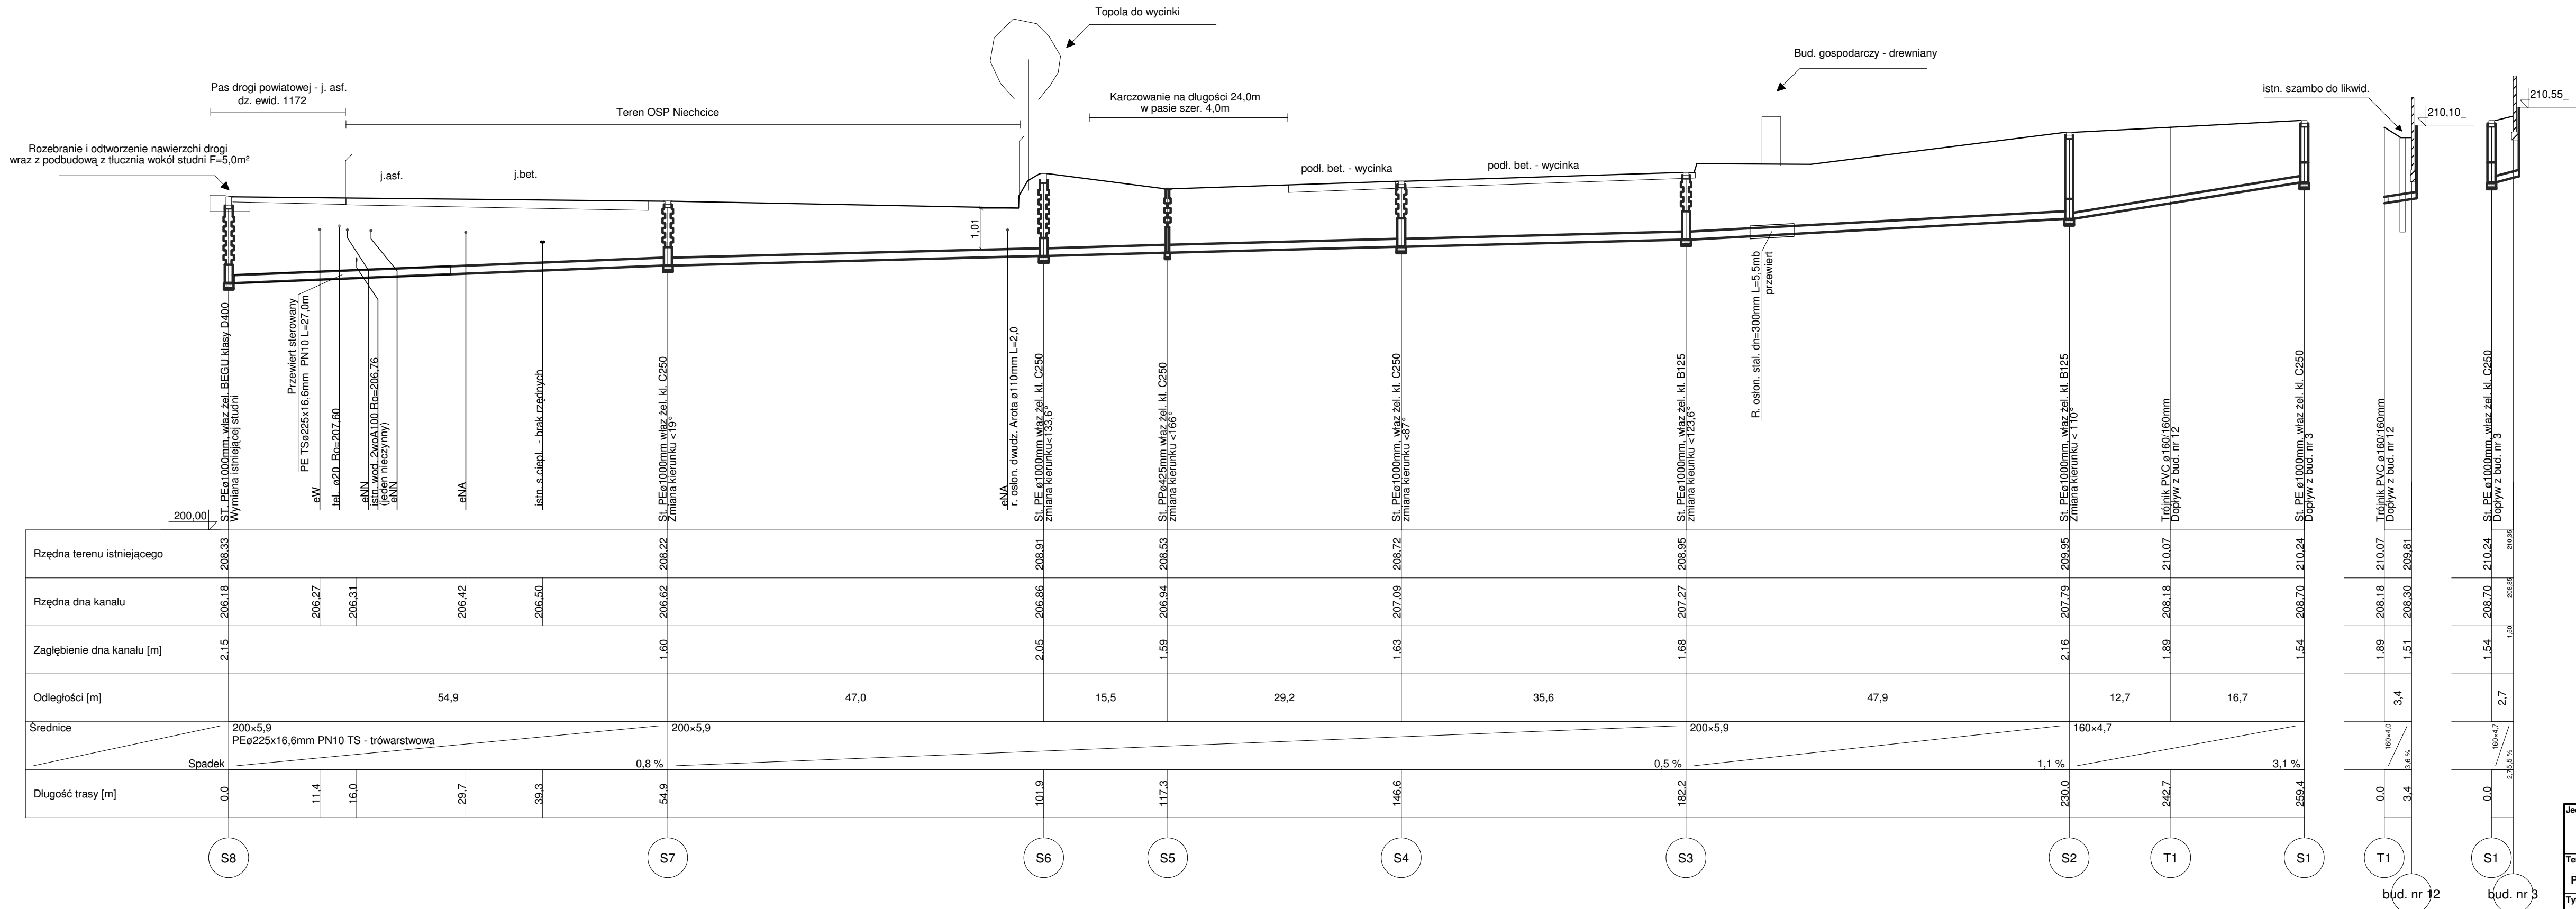 Topola do wycinki
Bud. gospodarczy - drewniany
Pas drogi powiatowej - j. asf.
dz. ewid. 1172
Teren OSP Niechcice
Karczowanie na długości 24,0m
w pasie szer. 4,0m
istn. szambo do likwid.
210,10
210,55
Rozebranie i odtworzenie nawierzchi drogi
wraz z podbudową z tłucznia wokół studni F=5,0m²
j.asf.
j.bet.
podł. bet. - wycinka
podł. bet. - wycinka
1,01
ST. PEø1000mm, właz żel. BEGU klasy D400
Wymiana istniejącej studni
Przewiert sterowany
PE TSø225x16,6mm PN10 L=27,0m
eW
tel. ø20 Ro=207,60
eNN
istn. wod. 2woA100 Ro=206,76
(jeden nieczynny)
eNN
eNA
istn. s.ciepl. - brak rzędnych
St. PEø1000mm właz żel. kl. C250
Zmiana kierunku <19°
eNA
r. osłon. dwudz. Arota ø110mm L=2,0
St. PE ø1000mm właz żel. kl. C250
zmiana kierunku<133,6°
St. PPø425mm właz żel. kl. C250
zmiana kierunku <166°
St. PEø1000mm, właz żel. kl. C250
zmiana kierunku <87°
St. PEø1000mm, właz żel. kl. B125
zmiana kieunku <123,6°
R. osłon. stal. dn=300mm L=5,5mb
przewiert
St. PEø1000mm, właz żel. kl. B125
Zmiana kierunku < 110°
Trójnik PVC ø160/160mm
Dopływ z bud. nr 12
St. PE ø1000mm, właz żel. kl. C250
Dopływ z bud. nr 3
Trójnik PVC ø160/160mm
Dopływ z bud. nr 12
St. PE ø1000mm, właz żel. kl. C250
Dopływ z bud. nr 3
200,00
Rzędna terenu istniejącego 208.33 208.22 208.91 208.53 208.72 208.95 209.95 210.07 210.24 210.07 209.81 210.24 210.35
Rzędna dna kanału 206.18 206,27 206,31 206,42 206,50 206.62 206.86 206.94 207.09 207.27 207.79 208.18 208.70 208.18 208.30 208.70 208.85
Zagłębienie dna kanału [m] 2.15 1.60 2.05 1.59 1.63 1.68 2.16 1.89 1.54 1.89 1.51 1.54 1.50
Odległości [m] 54,9 47,0 15,5 29,2 35,6 47,9 12,7 16,7 3,4 2,7
Średnice 200×5,9 200×5,9 200×5,9 160×4,7 160×4,0 160×4,7
PEø225x16,6mm PN10 TS - trówarstwowa
Spadek 0,8 % 0,5 % 1,1 % 3,1 % 3,6 %
Długość trasy [m] 0.0 11,4 16,0 29,7 39,3 54.9 101.9 117.3 146.6 182.2 230.0 242.7 259.4 0.0 3.4 0.0
S8 S7 S6 S5 S4 S3 S2 T1 S1 T1 S1
bud. nr 12 bud. nr 3